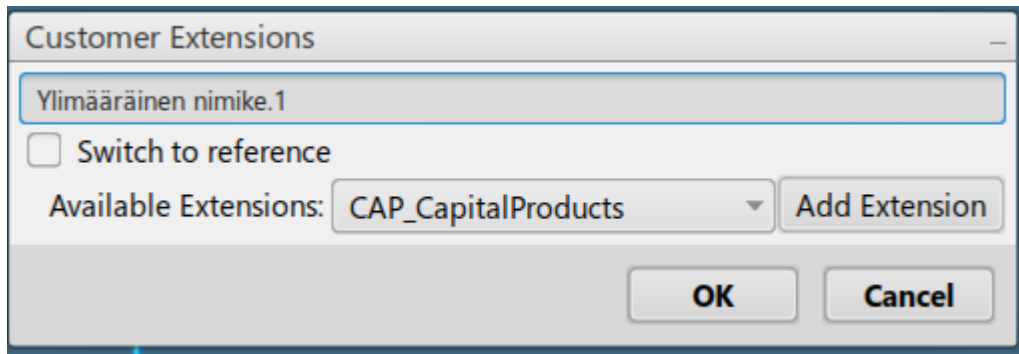 Customer Extensions
Ylimääräinen nimike.1
Switch to reference
Available Extensions: CAP_CapitalProducts Add Extension
OK Cancel